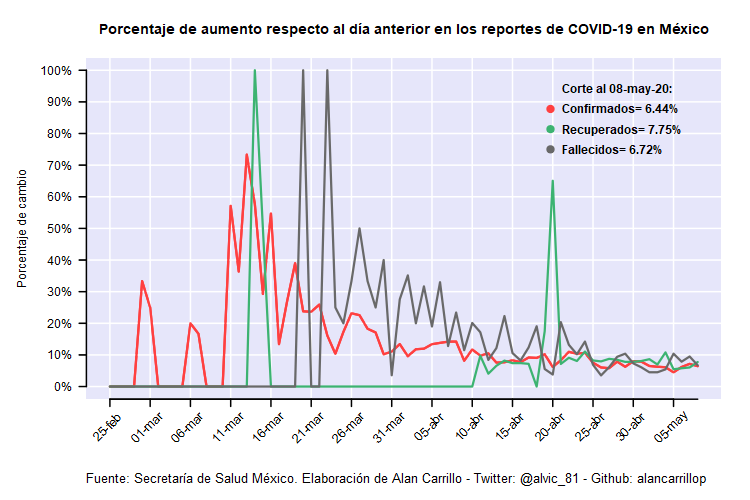 Porcentaje de aumento respecto al día anterior en los reportes de COVID-19 en México
Porcentaje de cambio
100%
90%
80%
70%
60%
50%
40%
30%
20%
10%
0%
Corte al 08-may-20:
Confirmados= 6.44%
Recuperados= 7.75%
Fallecidos= 6.72%
25-feb
01-mar
06-mar
11-mar
16-mar
21-mar
26-mar
31-mar
05-abr
10-abr
15-abr
20-abr
25-abr
30-abr
05-may
Fuente: Secretaría de Salud México. Elaboración de Alan Carrillo - Twitter: @alvic_81 - Github: alancarrillop